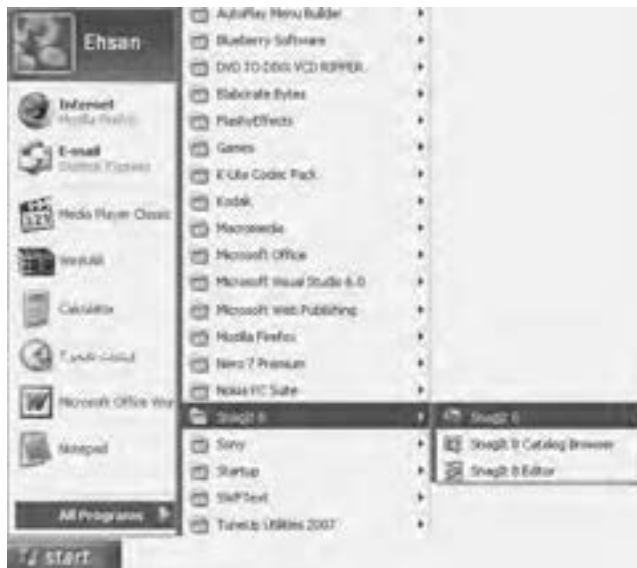 Ehsan
Internet
Mozilla Firefox
E-mail
Outlook Express
Media Player Classic
WinRAR
Calculator
Microsoft Office Wor
Notepad
All Programs
start
AutoPlay Menu Builder
Blueberry Software
DVD TO DIVX VCD RIPPER
Elaborate Bytes
FlashyEffects
Games
K-Lite Codec Pack
Kodak
Macromedia
Microsoft Office
Microsoft Visual Studio 6.0
Microsoft Web Publishing
Mozilla Firefox
Nero 7 Premium
Nokia PC Suite
SnagIt 8
Sony
Startup
SWFText
TuneUp Utilities 2007
SnagIt 8
SnagIt 8 Catalog Browser
SnagIt 8 Editor